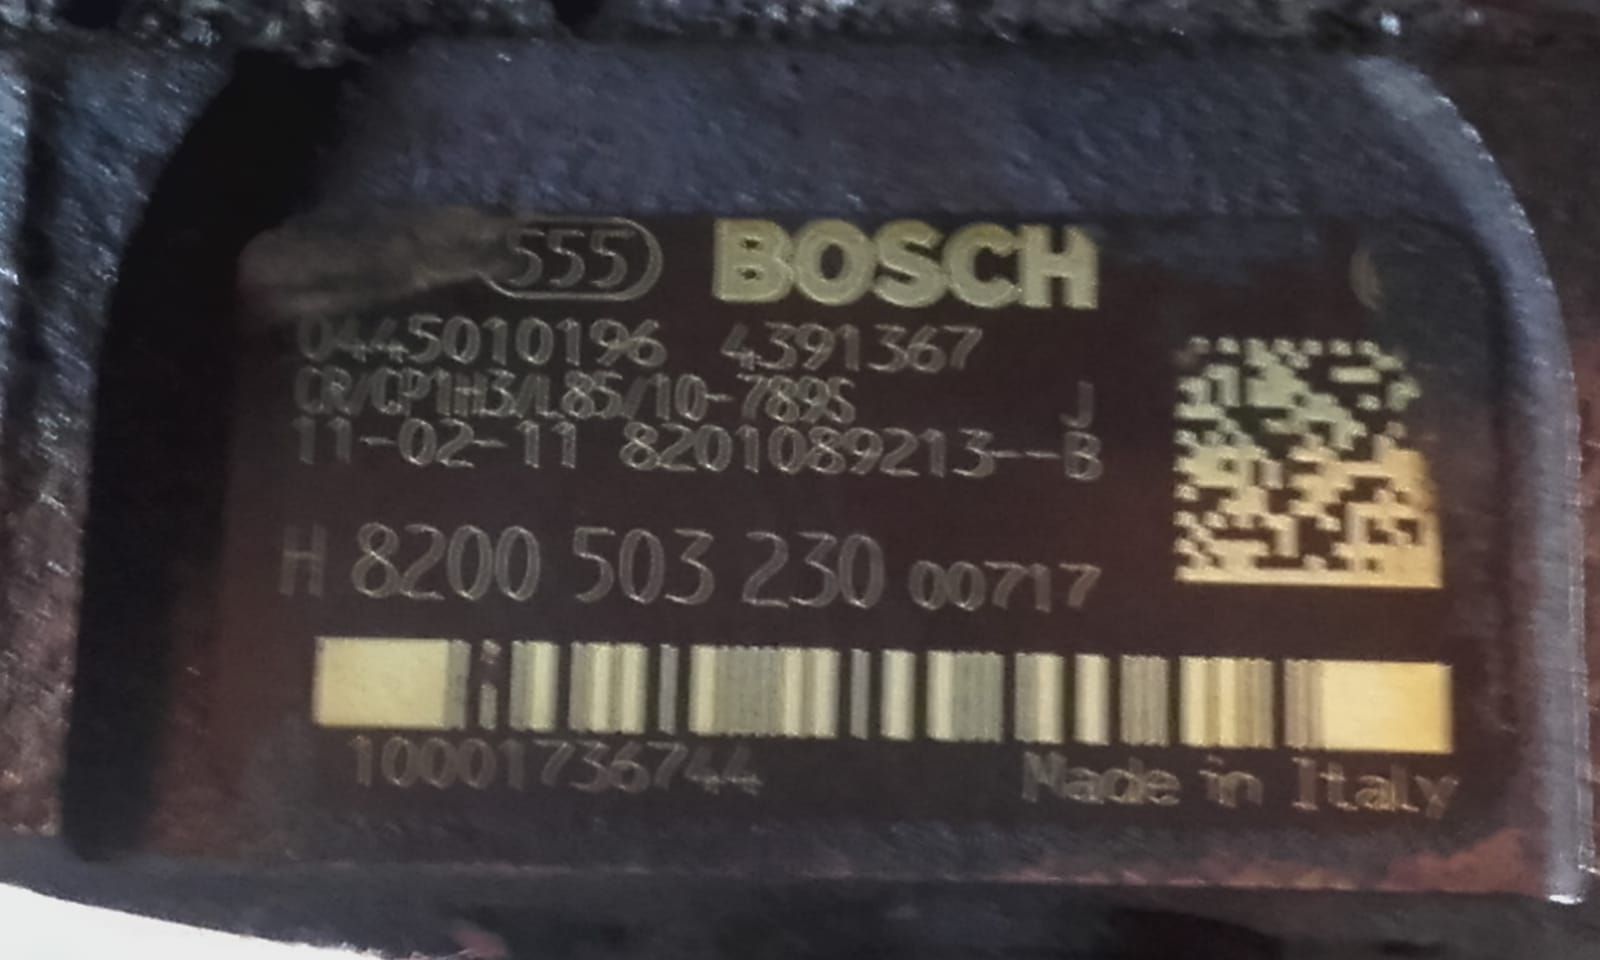 555 BOSCH
0445010196 4391367
CR/CP1H3/L85/10-789S J
11-02-11 8201089213--B
H 8200 503 230 00717
10001736744 Made in Italy